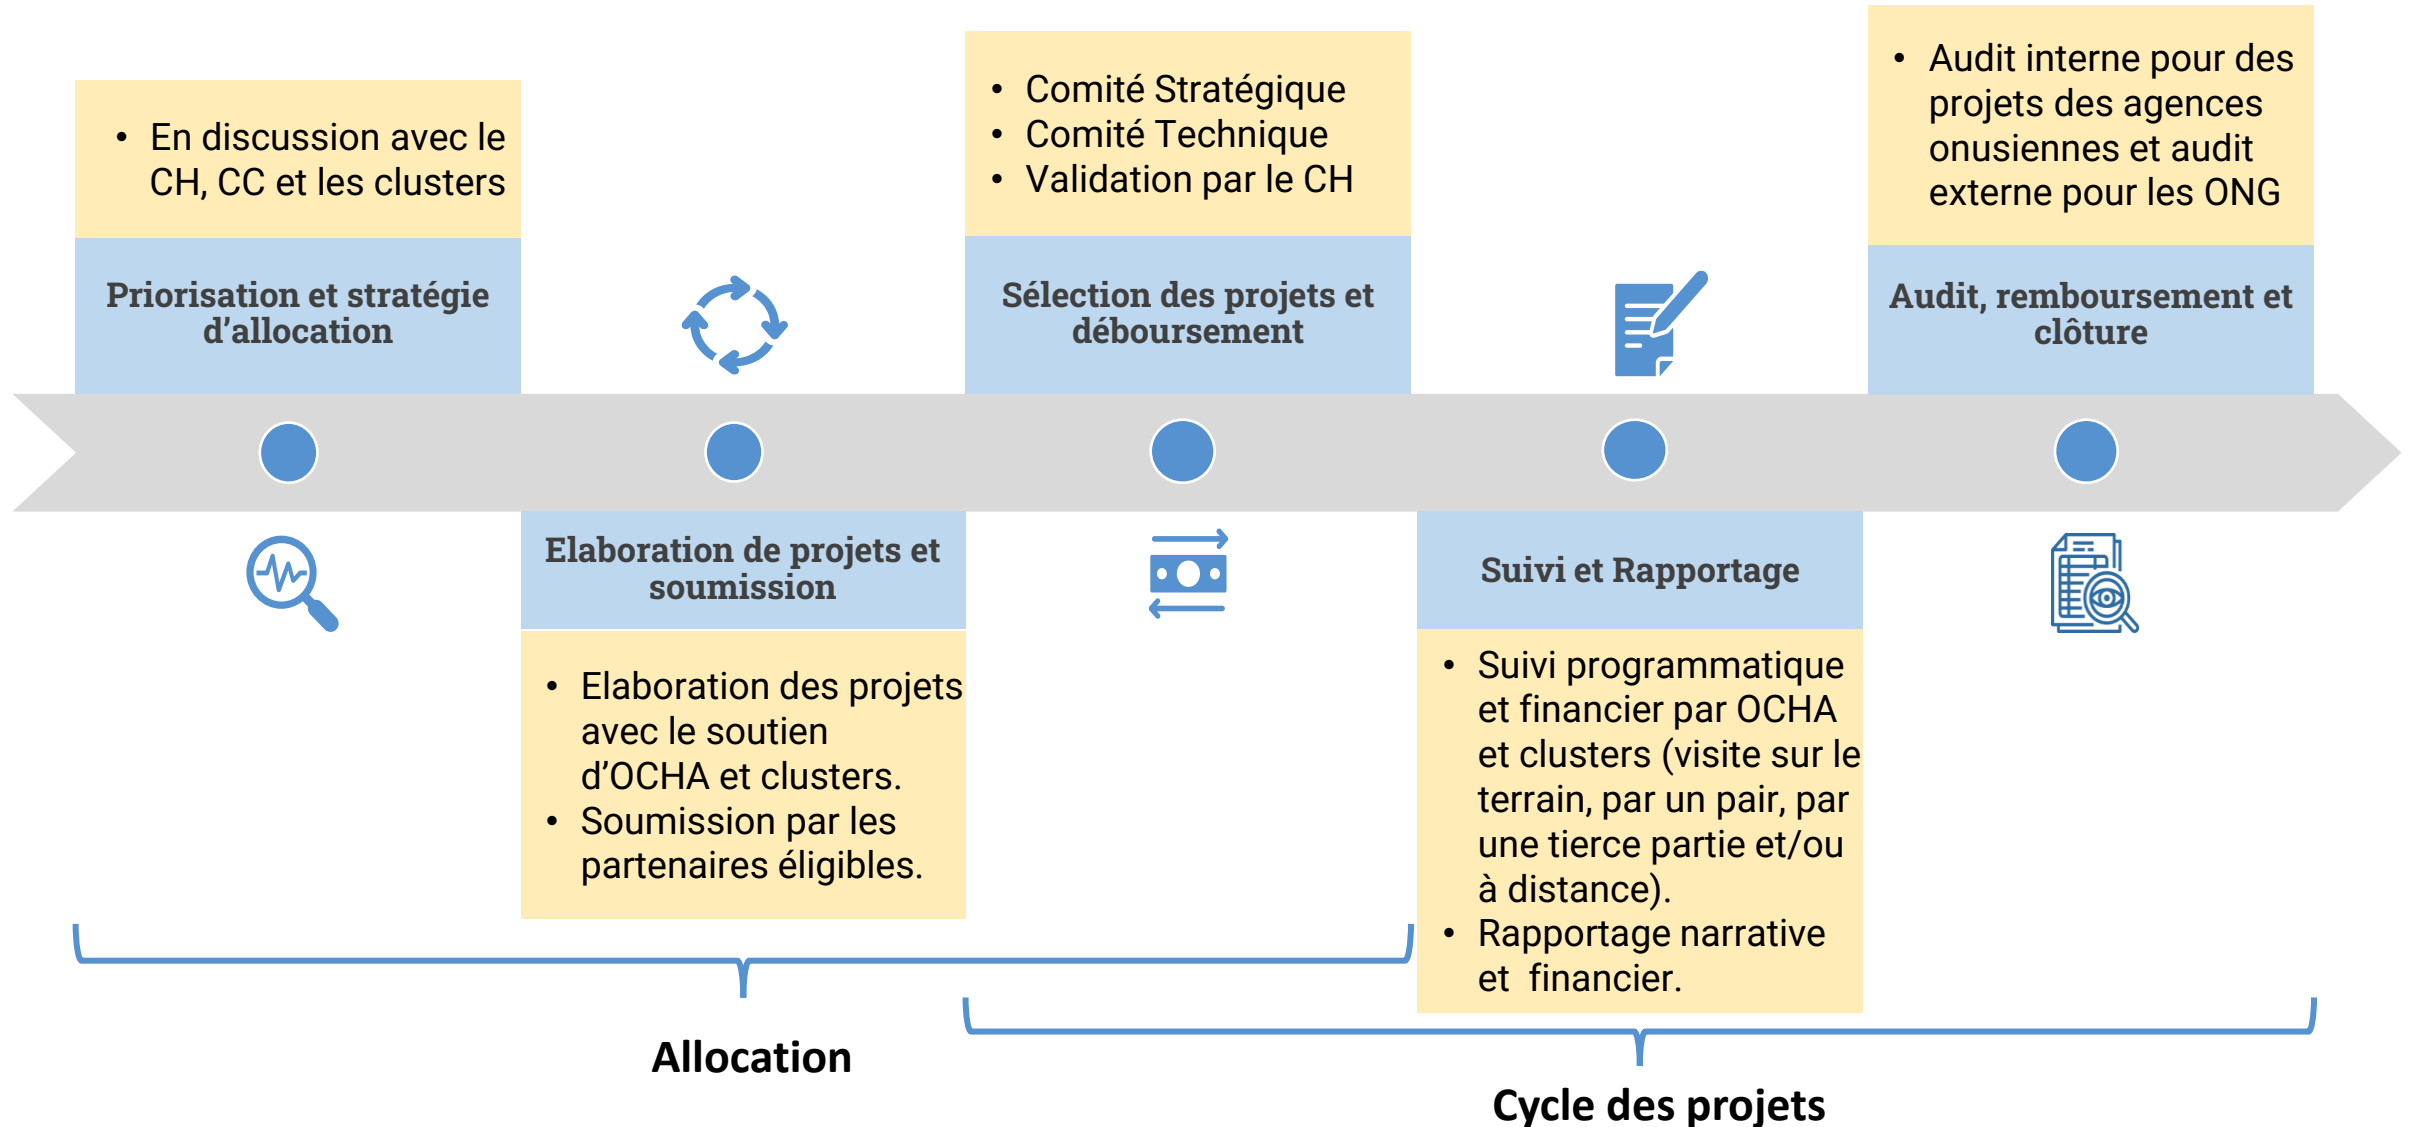 • En discussion avec le
CH, CC et les clusters
Priorisation et stratégie
d’allocation
Elaboration de projets et
soumission
• Elaboration des projets
avec le soutien
d’OCHA et clusters.
• Soumission par les
partenaires éligibles.
• Comité Stratégique
• Comité Technique
• Validation par le CH
Sélection des projets et
déboursement
Suivi et Rapportage
• Suivi programmatique
et financier par OCHA
et clusters (visite sur le
terrain, par un pair, par
une tierce partie et/ou
à distance).
• Rapportage narrative
et  financier.
• Audit interne pour des
projets des agences
onusiennes et audit
externe pour les ONG
Audit, remboursement et
clôture
Allocation
Cycle des projets